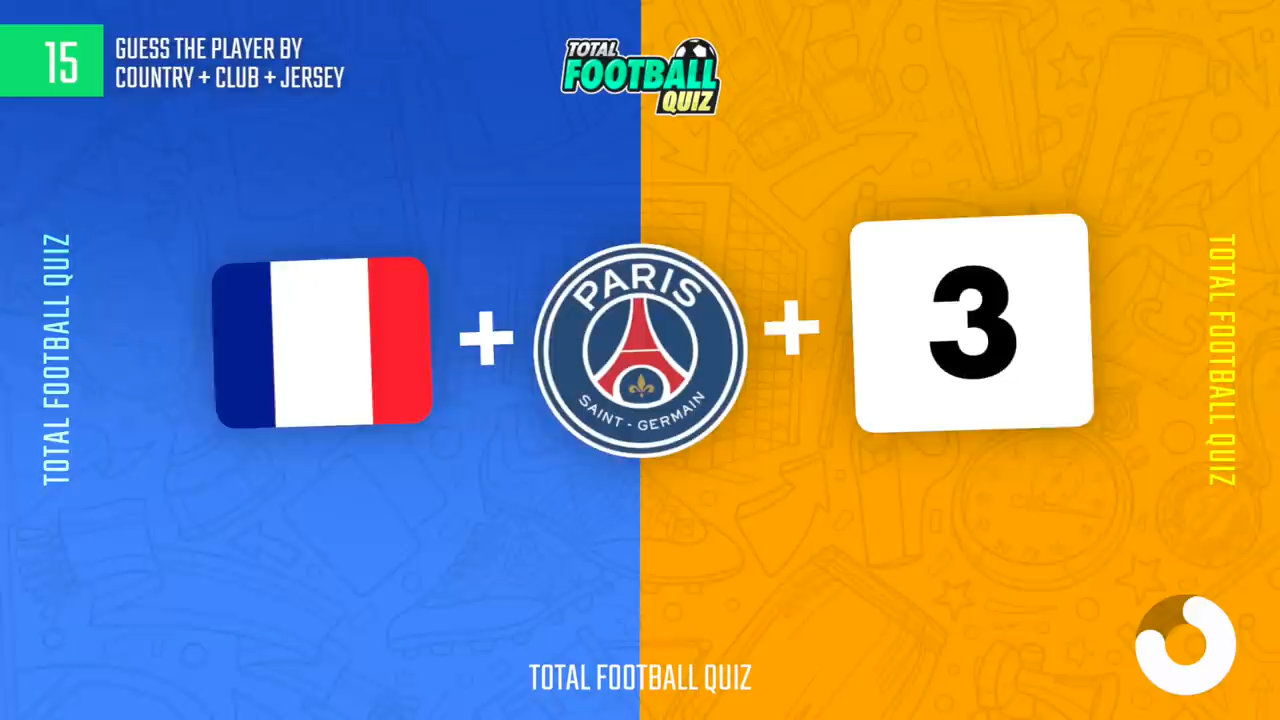 15
GUESS THE PLAYER BY
COUNTRY + CLUB + JERSEY
TOTAL
FOOTBALL
QUIZ
TOTAL FOOTBALL QUIZ
+
PARIS
SAINT-GERMAIN
+
3
TOTAL FOOTBALL QUIZ
TOTAL FOOTBALL QUIZ